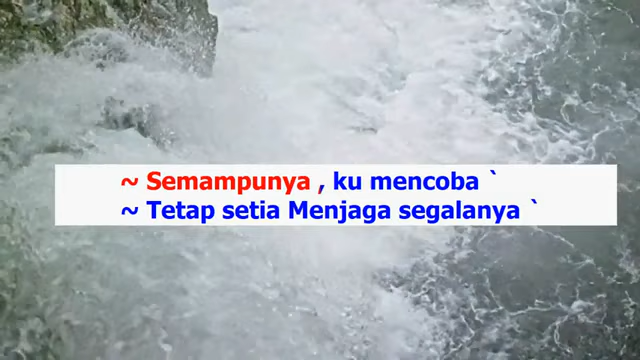 ~ Semampunya , ku mencoba `
~ Tetap setia Menjaga segalanya `